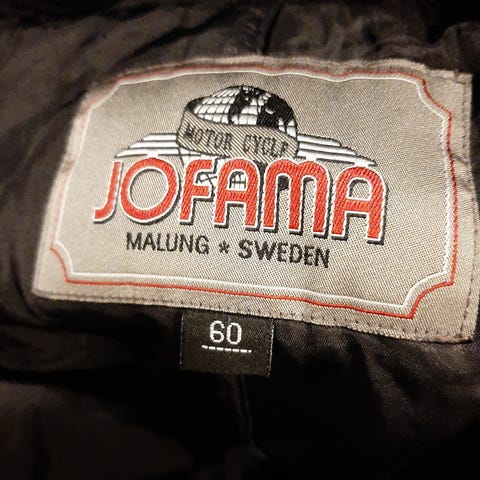 MOTOR CYCLE
JOFAMA
MALUNG * SWEDEN
60